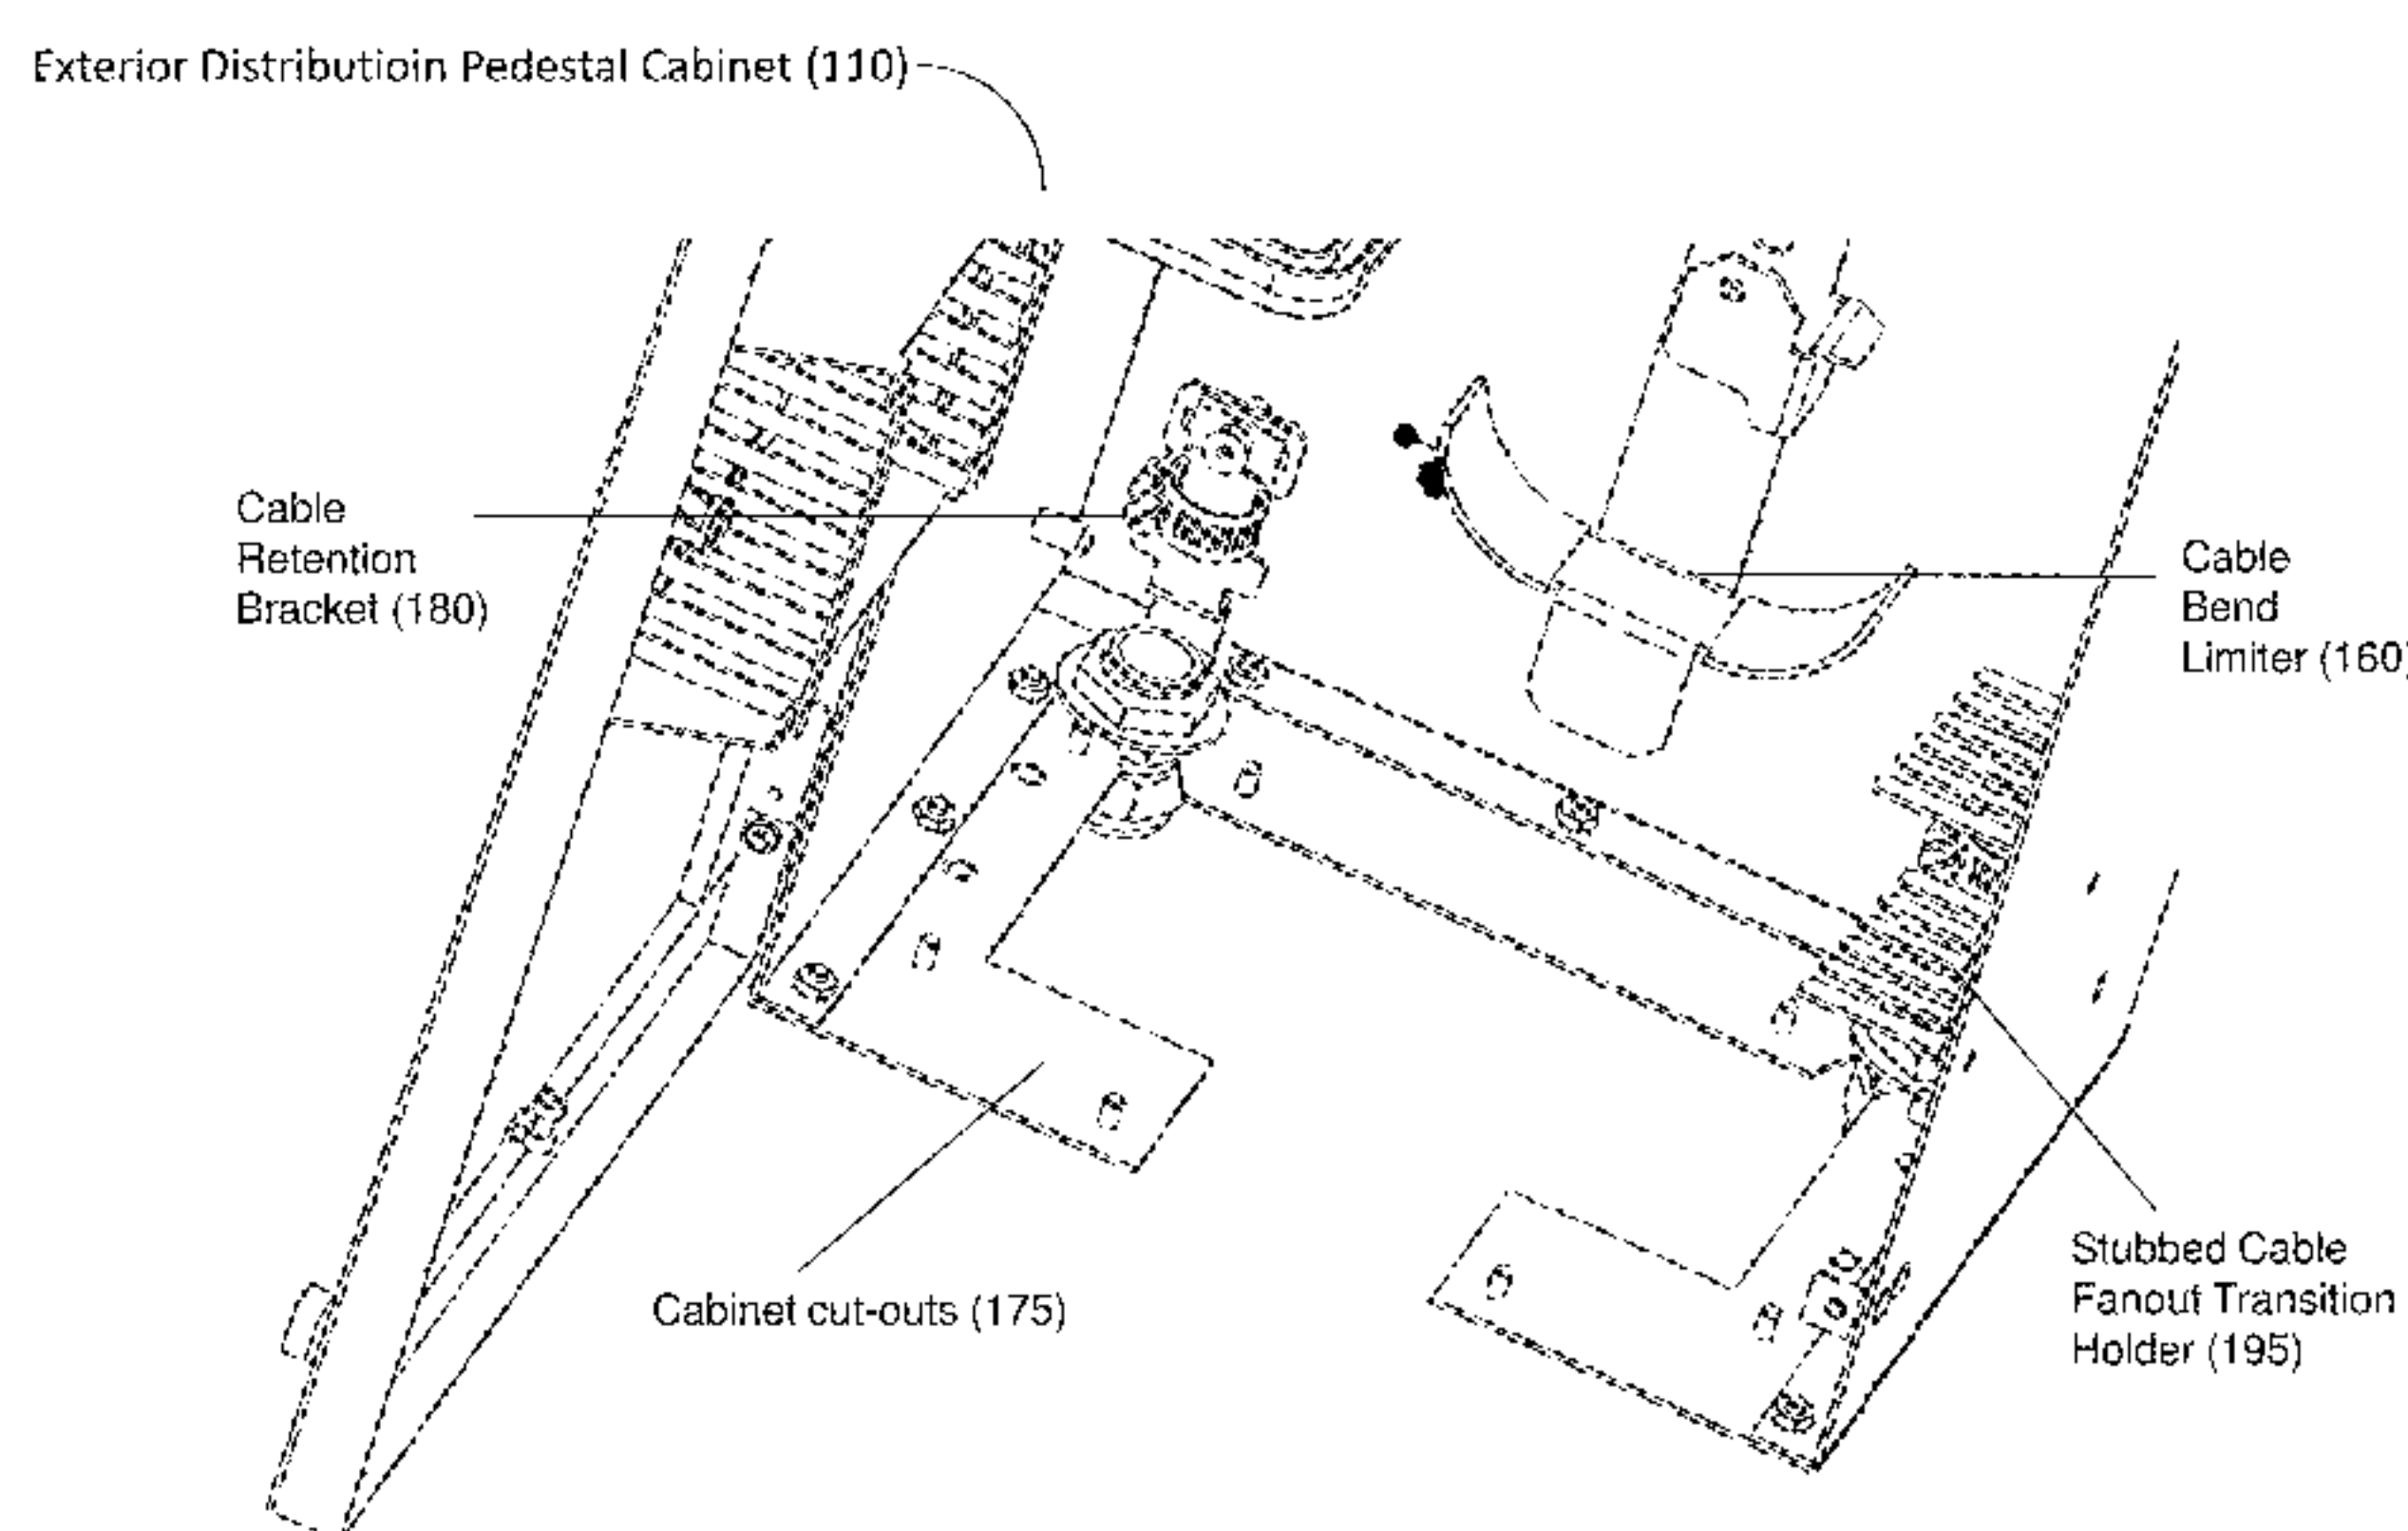 Exterior Distributioin Pedestal Cabinet (110)
Cable
Retention
Bracket (180)
Cable
Bend
Limiter (160)
Cabinet cut-outs (175)
Stubbed Cable
Fanout Transition
Holder (195)